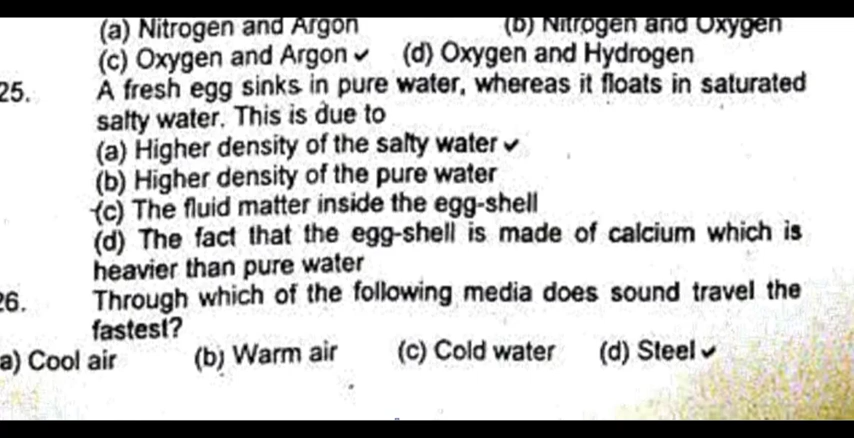 (a) Nitrogen and Argon (b) Nitrogen and Oxygen
(c) Oxygen and Argon ✓ (d) Oxygen and Hydrogen
25. A fresh egg sinks in pure water, whereas it floats in saturated
salty water. This is due to
(a) Higher density of the salty water ✓
(b) Higher density of the pure water
(c) The fluid matter inside the egg-shell
(d) The fact that the egg-shell is made of calcium which is
heavier than pure water
26. Through which of the following media does sound travel the
fastest?
a) Cool air (b) Warm air (c) Cold water (d) Steel ✓